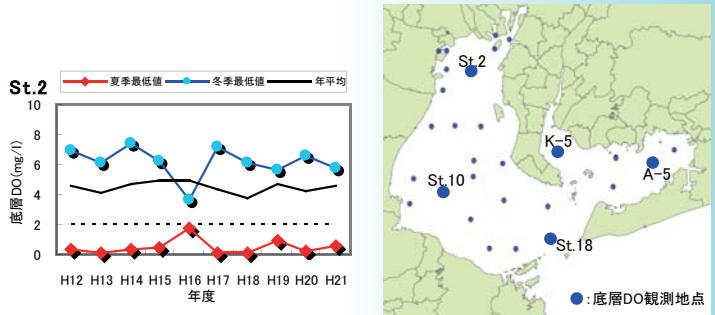 St.2
夏季最低値 冬季最低値 年平均
底層DO(mg/l)
10
8
6
4
2
0
H12 H13 H14 H15 H16 H17 H18 H19 H20 H21
年度
St.2
K-5
A-5
St.10
St.18
:底層DO観測地点